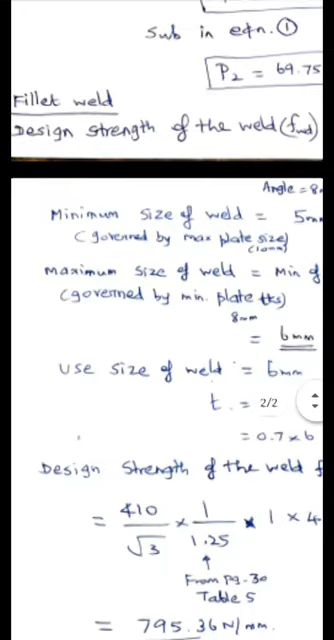 Sub in eqn. ①
P2 = 69.75
Fillet weld
Design strength of the weld (fwd)
Angle = 8m
Minimum size of weld = 5mm
(governed by max plate size)
(10mm)
Maximum size of weld = Min of
(governed by min. plate tks)
8mm
= 6mm
Use size of weld = 6mm
t = 2/2
= 0.7 x 6
Design Strength of the weld f
= 410/√3 x 1/1.25 x 1 x 4
From Pg-30
Table 5
= 795.36 N/mm.